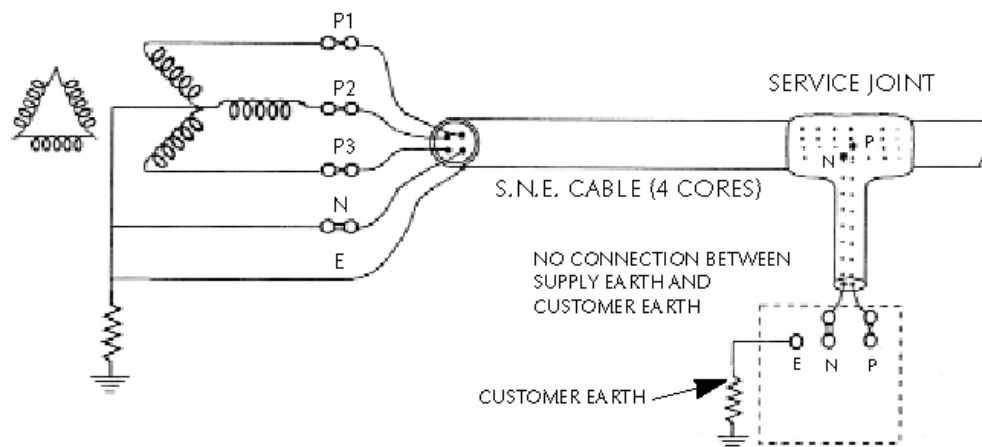 P1
P2
P3
N
E
SERVICE JOINT
P
N
S.N.E. CABLE (4 CORES)
NO CONNECTION BETWEEN
SUPPLY EARTH AND
CUSTOMER EARTH
E N P
CUSTOMER EARTH